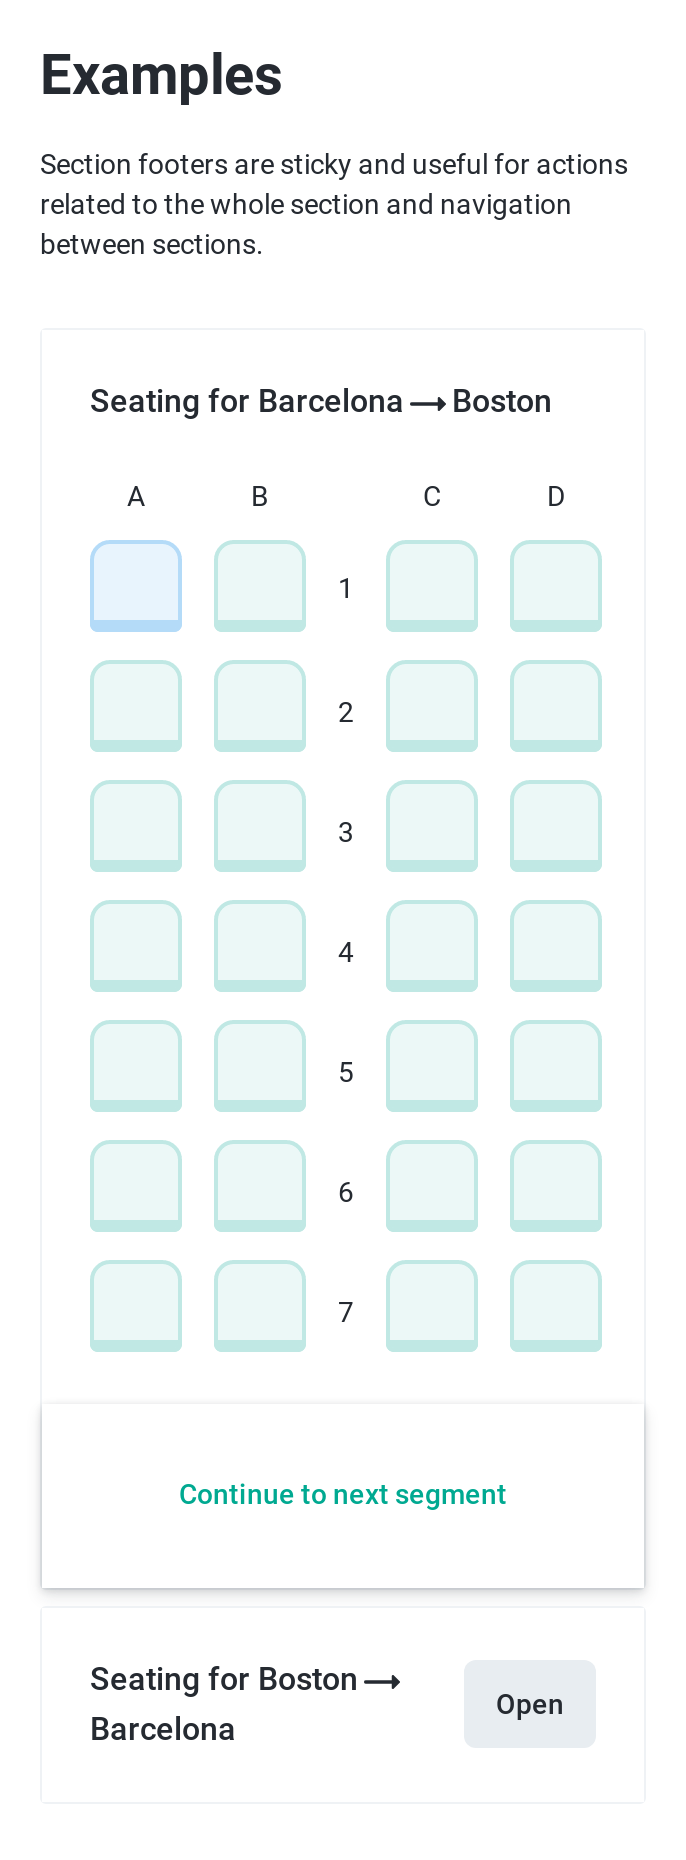 Examples
Section footers are sticky and useful for actions
related to the whole section and navigation
between sections.
Seating for Barcelona → Boston
A B C D
1
2
3
4
5
6
7
Continue to next segment
Seating for Boston →
Barcelona
Open